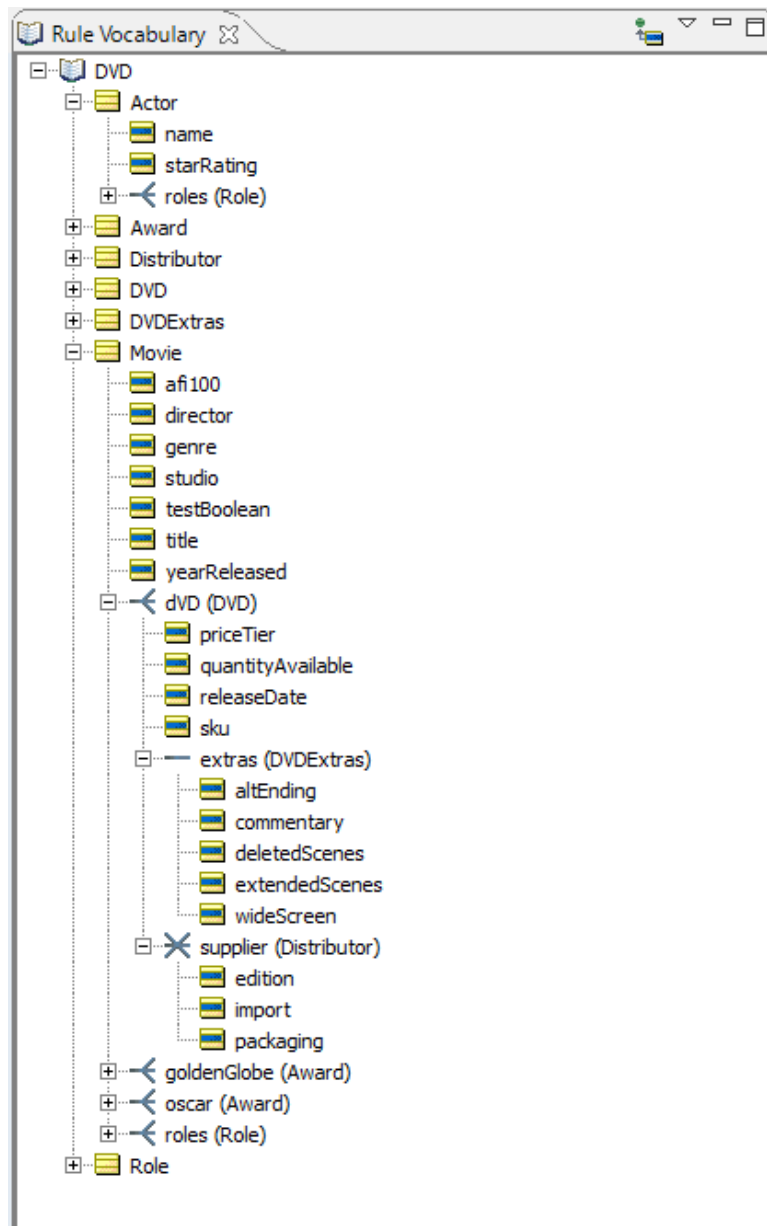 Rule Vocabulary
DVD
Actor
name
starRating
roles (Role)
Award
Distributor
DVD
DVDExtras
Movie
afi100
director
genre
studio
testBoolean
title
yearReleased
dVD (DVD)
priceTier
quantityAvailable
releaseDate
sku
extras (DVDExtras)
altEnding
commentary
deletedScenes
extendedScenes
wideScreen
supplier (Distributor)
edition
import
packaging
goldenGlobe (Award)
oscar (Award)
roles (Role)
Role